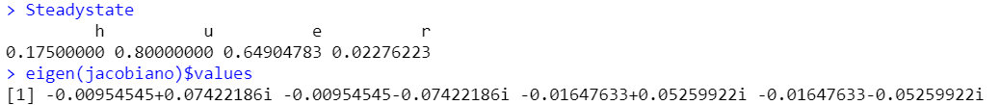 > Steadystate
h u e r
0.17500000 0.80000000 0.64904783 0.02276223
> eigen(jacobiano)$values
[1] -0.00954545+0.07422186i -0.00954545-0.07422186i -0.01647633+0.05259922i -0.01647633-0.05259922i